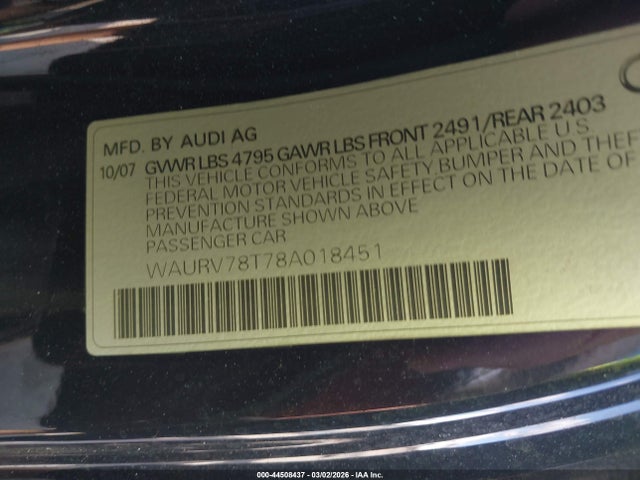 MFD. BY AUDI AG
10/07 GVWR LBS 4795 GAWR LBS FRONT 2491/REAR 2403
THIS VEHICLE CONFORMS TO ALL APPLICABLE U S
FEDERAL MOTOR VEHICLE SAFETY, BUMPER AND THEF
PREVENTION STANDARDS IN EFFECT ON THE DATE OF
MANUFACTURE SHOWN ABOVE
PASSENGER CAR
WAURV78T78A018451
000-44508437 - 03/02/2026 - IAA Inc.